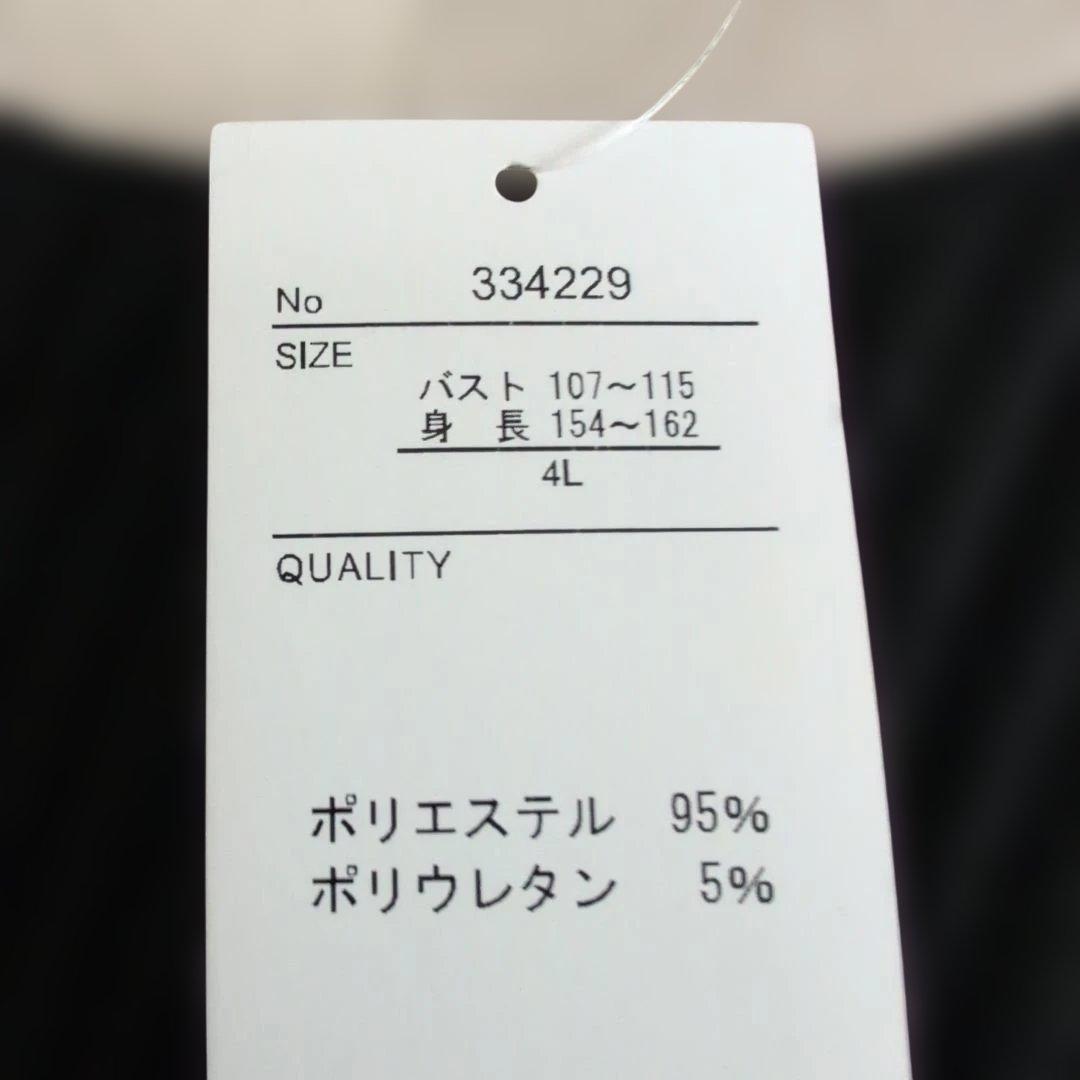 No 334229
SIZE
バスト 107～115
身 長 154～162
4L
QUALITY
ポリエステル 95%
ポリウレタン 5%